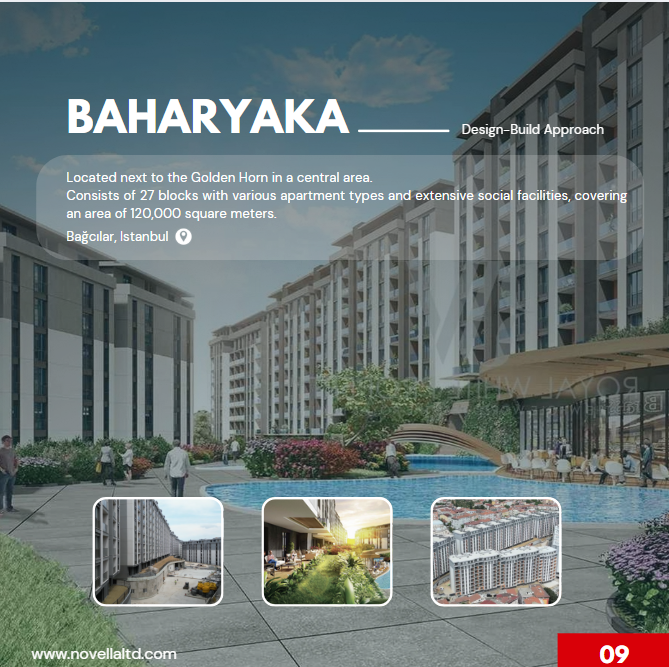 BAHARYAKA
Design-Build Approach
Located next to the Golden Horn in a central area.
Consists of 27 blocks with various apartment types and extensive social facilities, covering
an area of 120,000 square meters.
Bağcılar, Istanbul
ROYAL WHITE
www.novellaltd.com
09